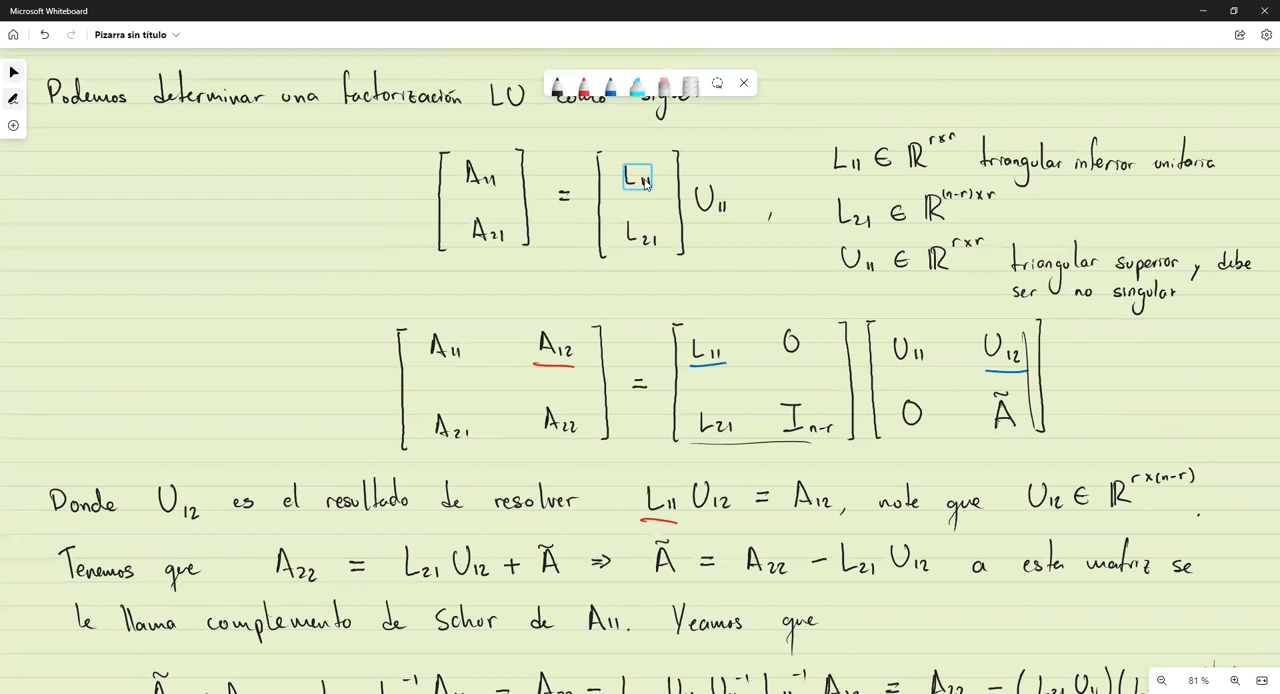 Microsoft Whiteboard
Pizarra sin título
Podemos determinar una factorización LU como sigue
[ A11 ; A21 ] = [ L11 ; L21 ] U11 ,
L11 ∈ ℝ^{r×r} triangular inferior unitaria
L21 ∈ ℝ^{(n-r)×r}
U11 ∈ ℝ^{r×r} triangular superior, debe
ser no singular
[ A11 A12 ; A21 A22 ] = [ L11 0 ; L21 I_{n-r} ] [ U11 U12 ; 0 Ã ]
Donde U12 es el resultado de resolver L11 U12 = A12, note que U12 ∈ ℝ^{r×(n-r)}.
Tenemos que A22 = L21 U12 + Ã ⇒ Ã = A22 - L21 U12 a esta matriz se
le llama complemento de Schur de A11. Veamos que
81 %